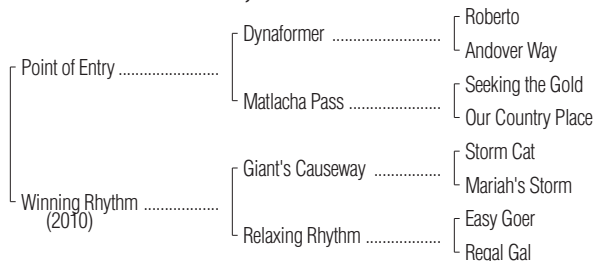 Roberto
Dynaformer ....................
Andover Way
Point of Entry ......................
Seeking the Gold
Matlacha Pass .................
Our Country Place
Storm Cat
Giant's Causeway ..............
Mariah's Storm
Winning Rhythm ................
(2010)
Easy Goer
Relaxing Rhythm ................
Regal Gal